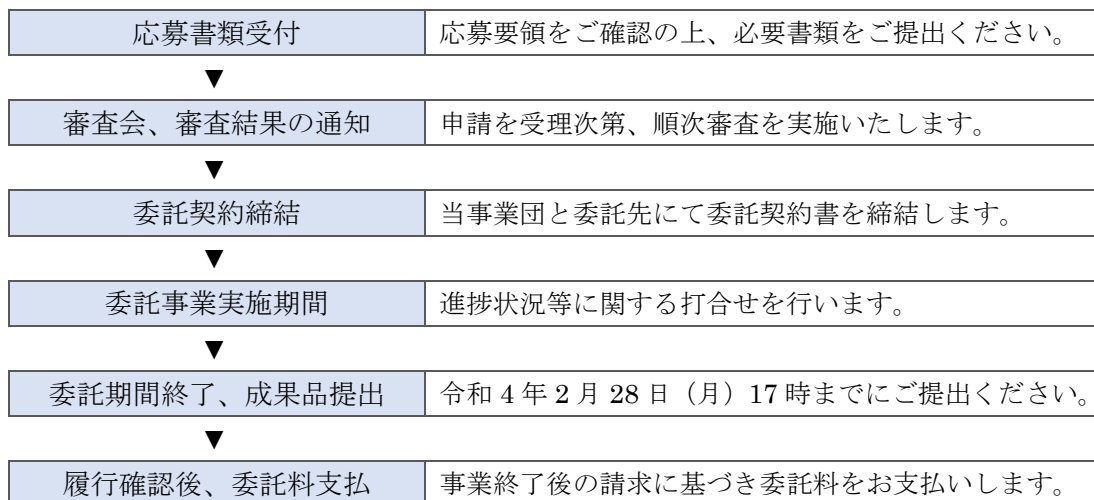 応募書類受付 応募要領をご確認の上、必要書類をご提出ください。
▼
審査会、審査結果の通知 申請を受理次第、順次審査を実施いたします。
▼
委託契約締結 当事業団と委託先にて委託契約書を締結します。
▼
委託事業実施期間 進捗状況等に関する打合せを行います。
▼
委託期間終了、成果品提出 令和 4 年 2 月 28 日（月）17 時までにご提出ください。
▼
履行確認後、委託料支払 事業終了後の請求に基づき委託料をお支払いします。